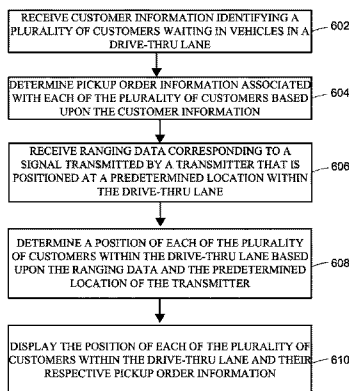 RECEIVE CUSTOMER INFORMATION IDENTIFYING A
PLURALITY OF CUSTOMERS WAITING IN VEHICLES IN A
DRIVE-THRU LANE
602
DETERMINE PICKUP ORDER INFORMATION ASSOCIATED
WITH EACH OF THE PLURALITY OF CUSTOMERS BASED
UPON THE CUSTOMER INFORMATION
604
RECEIVE RANGING DATA CORRESPONDING TO A
SIGNAL TRANSMITTED BY A TRANSMITTER THAT IS
POSITIONED AT A PREDETERMINED LOCATION WITHIN
THE DRIVE-THRU LANE
606
DETERMINE A POSITION OF EACH OF THE PLURALITY
OF CUSTOMERS WITHIN THE DRIVE-THRU LANE BASED
UPON THE RANGING DATA AND THE PREDETERMINED
LOCATION OF THE TRANSMITTER
608
DISPLAY THE POSITION OF EACH OF THE PLURALITY OF
CUSTOMERS WITHIN THE DRIVE-THRU LANE AND THEIR
RESPECTIVE PICKUP ORDER INFORMATION
610